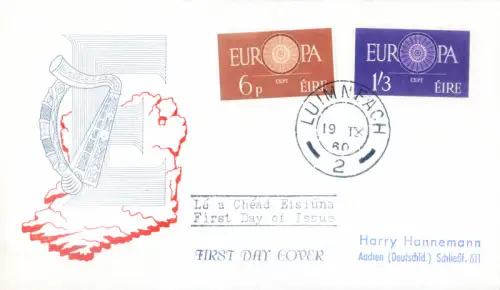 EUROPA
CEPT
6p ÉIRE
EUROPA
CEPT
1/3 ÉIRE
LUIMNEACH
19 IX
60
2
Lá a Chéad Eisiúna
First Day of Issue
FIRST DAY COVER
Harry Hannemann
Aachen (Deutschld.) Schließf. 611